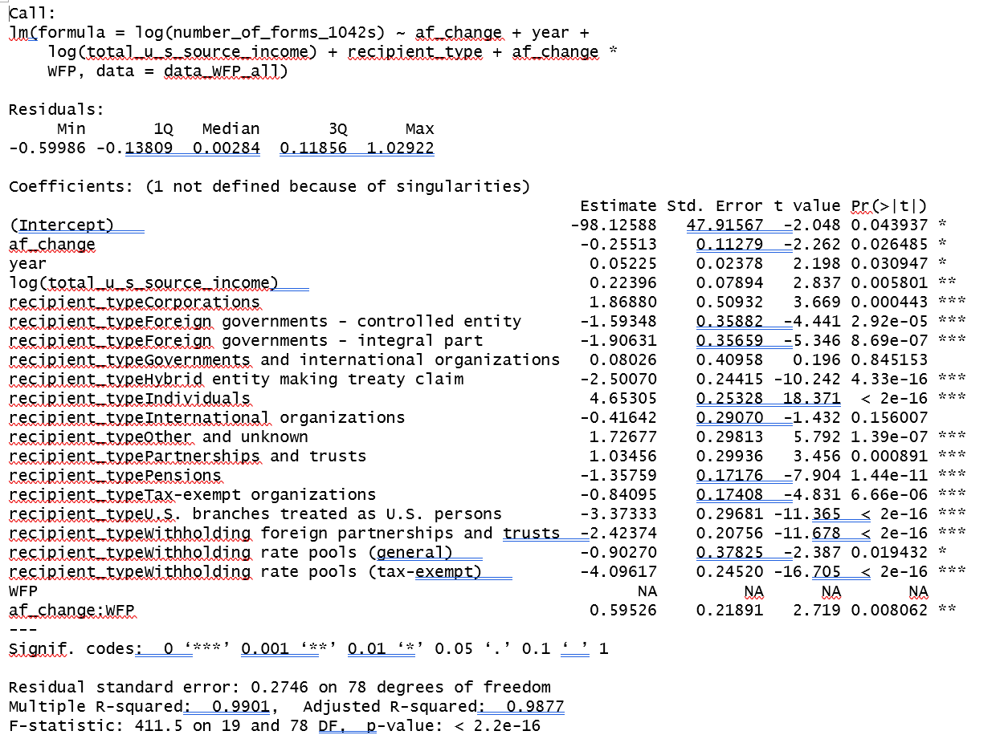 Call:
lm(formula = log(number_of_forms_1042s) ~ af_change + year +
    log(total_u_s_source_income) + recipient_type + af_change *
    WFP, data = data_WFP_all)

Residuals:
     Min       1Q   Median       3Q      Max
-0.59986 -0.13809  0.00284  0.11856  1.02922

Coefficients: (1 not defined because of singularities)
                                                           Estimate Std. Error t value Pr(>|t|)
(Intercept)                                               -98.12588   47.91567  -2.048 0.043937 *
af_change                                                  -0.25513    0.11279  -2.262 0.026485 *
year                                                        0.05225    0.02378   2.198 0.030947 *
log(total_u_s_source_income)                                0.22396    0.07894   2.837 0.005801 **
recipient_typeCorporations                                  1.86880    0.50932   3.669 0.000443 ***
recipient_typeForeign governments - controlled entity      -1.59348    0.35882  -4.441 2.92e-05 ***
recipient_typeForeign governments - integral part          -1.90631    0.35659  -5.346 8.69e-07 ***
recipient_typeGovernments and international organizations   0.08026    0.40958   0.196 0.845153
recipient_typeHybrid entity making treaty claim            -2.50070    0.24415 -10.242 4.33e-16 ***
recipient_typeIndividuals                                   4.65305    0.25328  18.371  < 2e-16 ***
recipient_typeInternational organizations                  -0.41642    0.29070  -1.432 0.156007
recipient_typeOther and unknown                             1.72677    0.29813   5.792 1.39e-07 ***
recipient_typePartnerships and trusts                       1.03456    0.29936   3.456 0.000891 ***
recipient_typePensions                                     -1.35759    0.17176  -7.904 1.44e-11 ***
recipient_typeTax-exempt organizations                     -0.84095    0.17408  -4.831 6.66e-06 ***
recipient_typeU.S. branches treated as U.S. persons        -3.37333    0.29681 -11.365  < 2e-16 ***
recipient_typeWithholding foreign partnerships and trusts  -2.42374    0.20756 -11.678  < 2e-16 ***
recipient_typeWithholding rate pools (general)             -0.90270    0.37825  -2.387 0.019432 *
recipient_typeWithholding rate pools (tax-exempt)          -4.09617    0.24520 -16.705  < 2e-16 ***
WFP                                                              NA         NA      NA       NA
af_change:WFP                                               0.59526    0.21891   2.719 0.008062 **
---
Signif. codes:  0 ‘***’ 0.001 ‘**’ 0.01 ‘*’ 0.05 ‘.’ 0.1 ‘ ’ 1

Residual standard error: 0.2746 on 78 degrees of freedom
Multiple R-squared:  0.9901,	Adjusted R-squared:  0.9877
F-statistic: 411.5 on 19 and 78 DF,  p-value: < 2.2e-16